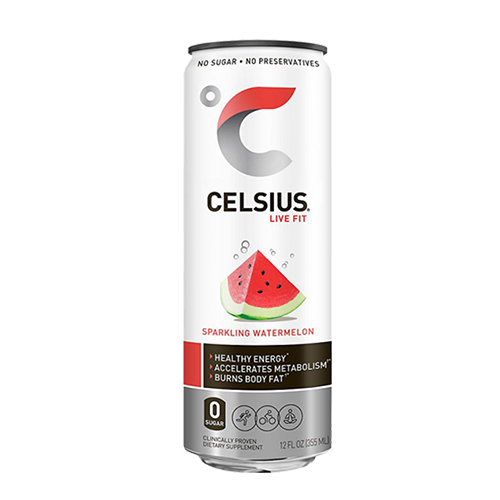 NO SUGAR • NO PRESERVATIVES
CELSIUS®
LIVE FIT
SPARKLING WATERMELON
HEALTHY ENERGY*
ACCELERATES METABOLISM*^
BURNS BODY FAT*^
0
SUGAR
CLINICALLY PROVEN
DIETARY SUPPLEMENT
12 FL OZ (355 ML)